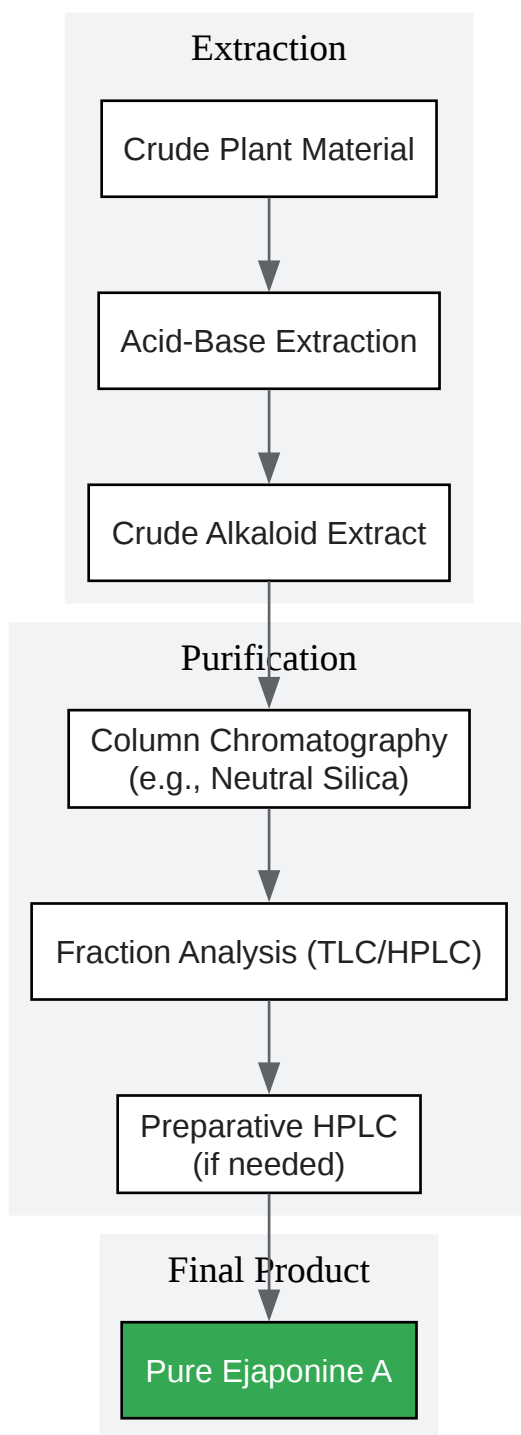 Extraction
Crude Plant Material
Acid-Base Extraction
Crude Alkaloid Extract
Purification
Column Chromatography
(e.g., Neutral Silica)
Fraction Analysis (TLC/HPLC)
Preparative HPLC
(if needed)
Final Product
Pure Ejaponine A